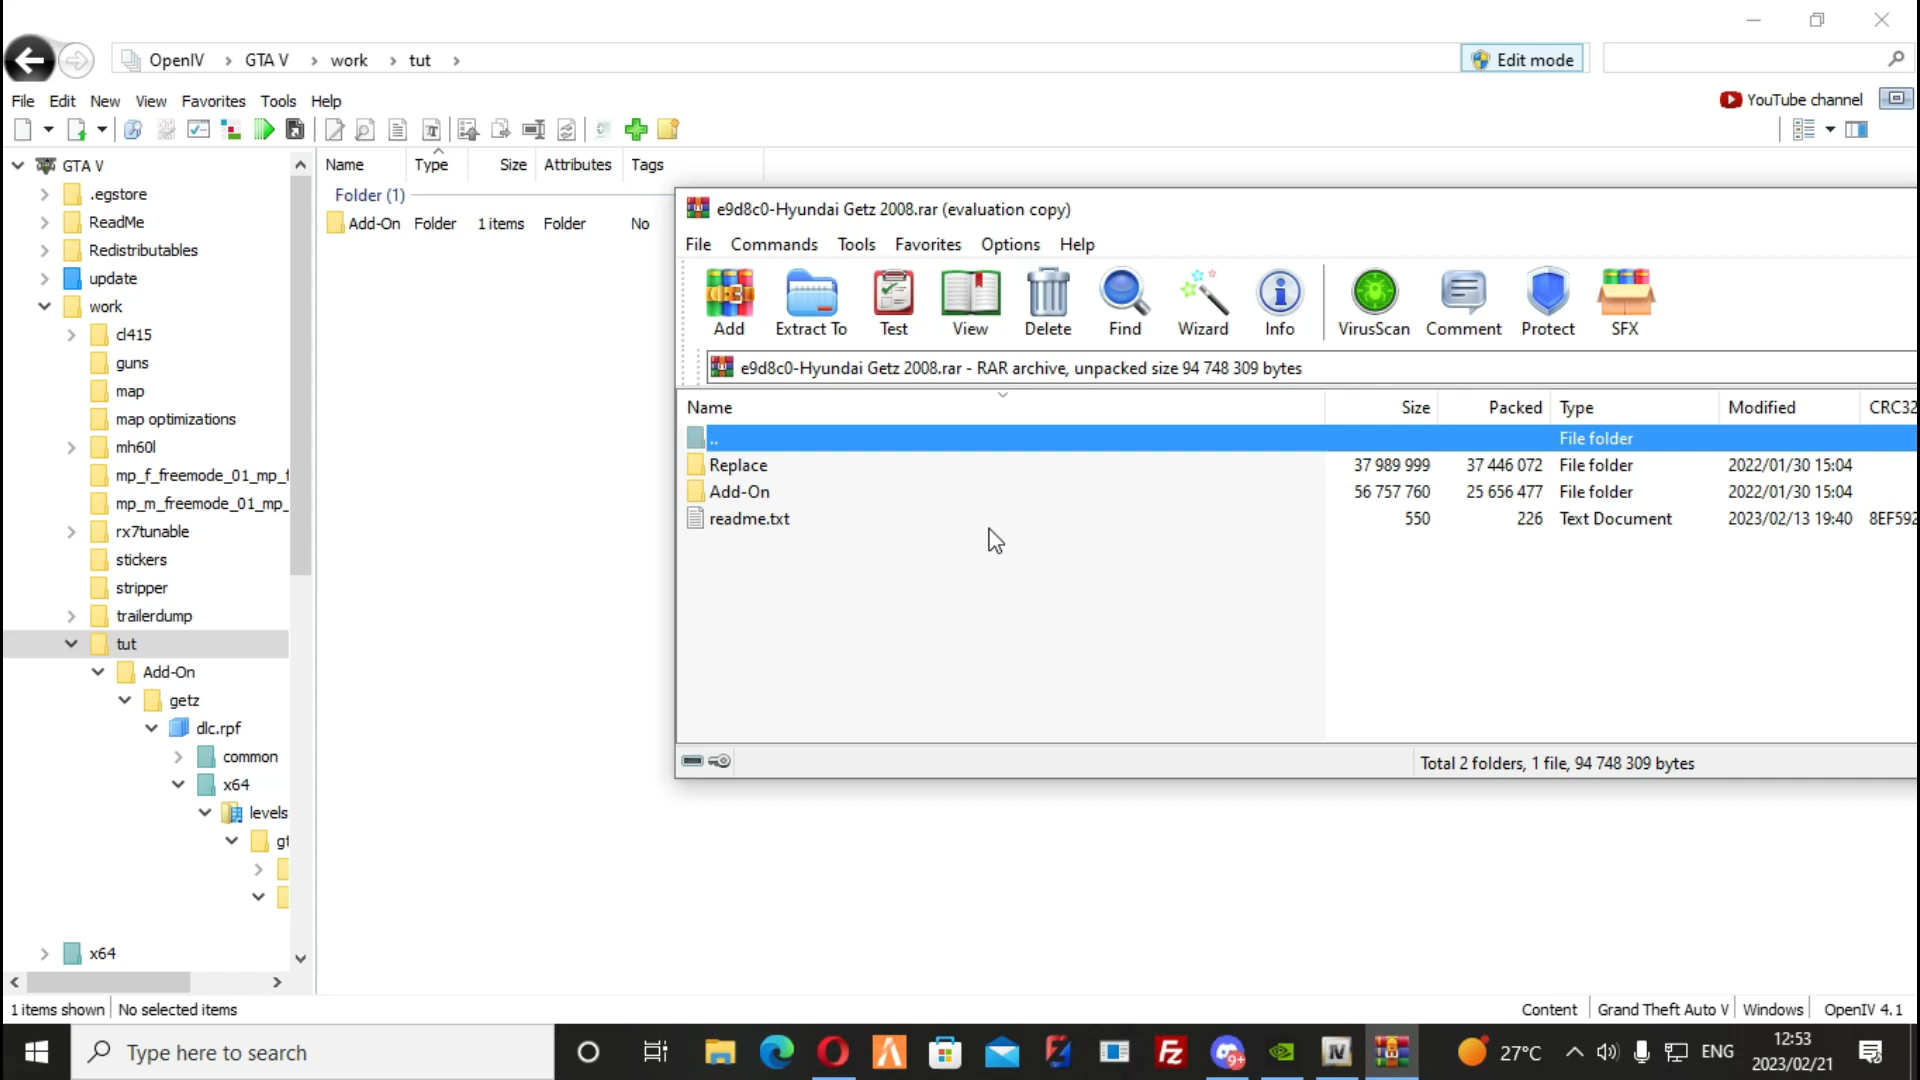 OpenIV GTA V work tut
Edit mode
File Edit New View Favorites Tools Help
YouTube channel
GTA V
.egstore
ReadMe
Redistributables
update
work
cl415
guns
map
map optimizations
mh60l
mp_f_freemode_01_mp_f
mp_m_freemode_01_mp_
rx7tunable
stickers
stripper
trailerdump
tut
Add-On
getz
dlc.rpf
common
x64
levels
gt
x64
Name Type Size Attributes Tags
Folder (1)
Add-On Folder 1 items Folder No
e9d8c0-Hyundai Getz 2008.rar (evaluation copy)
File Commands Tools Favorites Options Help
Add Extract To Test View Delete Find Wizard Info VirusScan Comment Protect SFX
e9d8c0-Hyundai Getz 2008.rar - RAR archive, unpacked size 94 748 309 bytes
Name Size Packed Type Modified CRC32
.. File folder
Replace 37 989 999 37 446 072 File folder 2022/01/30 15:04
Add-On 56 757 760 25 656 477 File folder 2022/01/30 15:04
readme.txt 550 226 Text Document 2023/02/13 19:40 8EF592
Total 2 folders, 1 file, 94 748 309 bytes
1 items shown No selected items
Content Grand Theft Auto V Windows OpenIV 4.1
Type here to search
27°C
ENG
12:53
2023/02/21